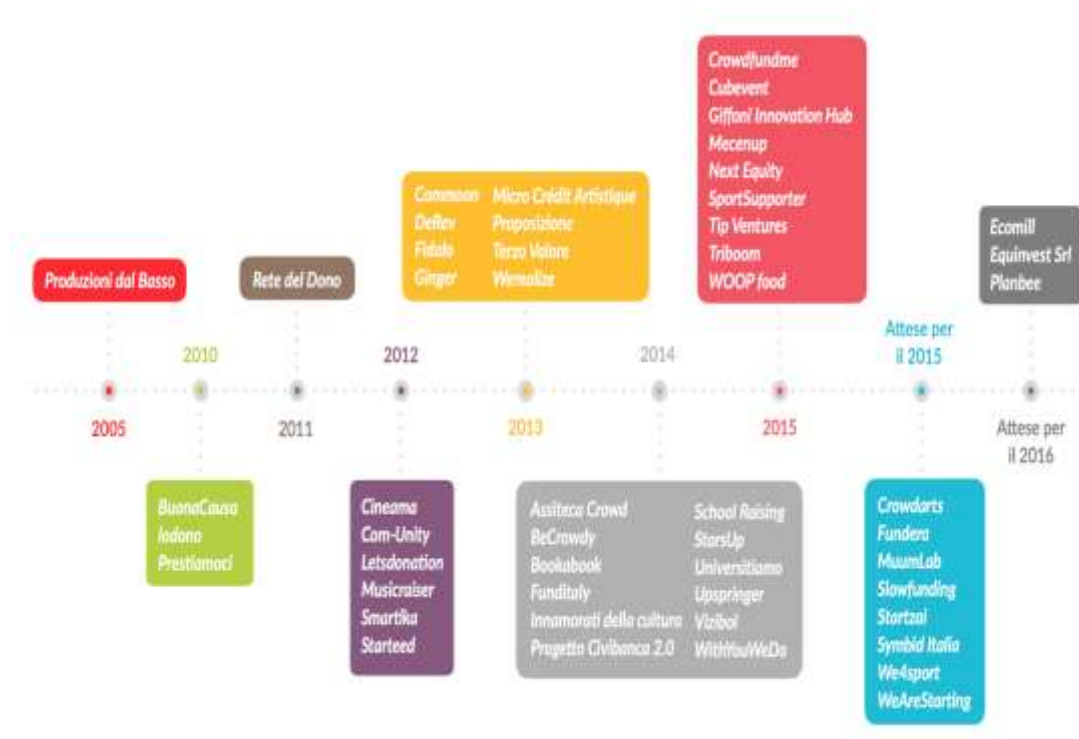 Produzioni dal Basso
2005
2010
BuonaCausa
Iodono
Prestiamoci
Rete del Dono
2011
2012
Cineama
Com-Unity
Letsdonation
Musicraiser
Smartika
Starteed
Commoon
DeRev
Fidalo
Ginger
Micro Crédit Artistique
Proposizione
Terzo Valore
Werealize
2013
2014
Assiteca Crowd
BeCrowdy
Bookabook
Funditaly
Innamorati della cultura
Progetto Civibanca 2.0
School Raising
StarsUp
Universitiamo
Upspringer
Vizibol
WithYouWeDo
Crowdfundme
Cubevent
Giffoni Innovation Hub
Mecenup
Next Equity
SportSupporter
Tip Ventures
Triboom
WOOP food
2015
Attese per
il 2015
Crowdarts
Fundera
MuumLab
Slowfunding
Startzai
Symbid Italia
We4sport
WeAreStarting
Ecomill
Equinvest Srl
Planbee
Attese per
il 2016